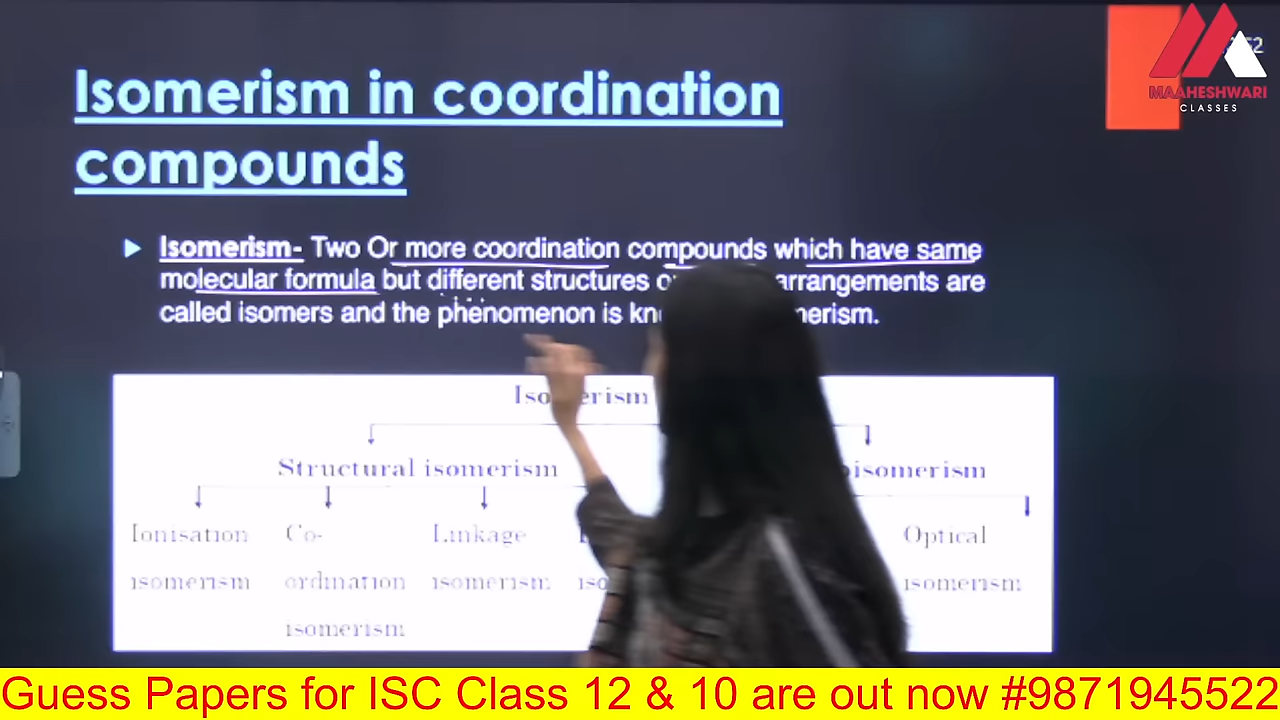 Isomerism in coordination
compounds
MAAHESHWARI
CLASSES
Isomerism- Two Or more coordination compounds which have same
molecular formula but different structures arrangements are
called isomers and the phenomenon is
Structural isomerism
Ionisation Co- Linkage Optical
isomerism ordination isomerism isomerism
isomerism
Guess Papers for ISC Class 12 & 10 are out now #9871945522